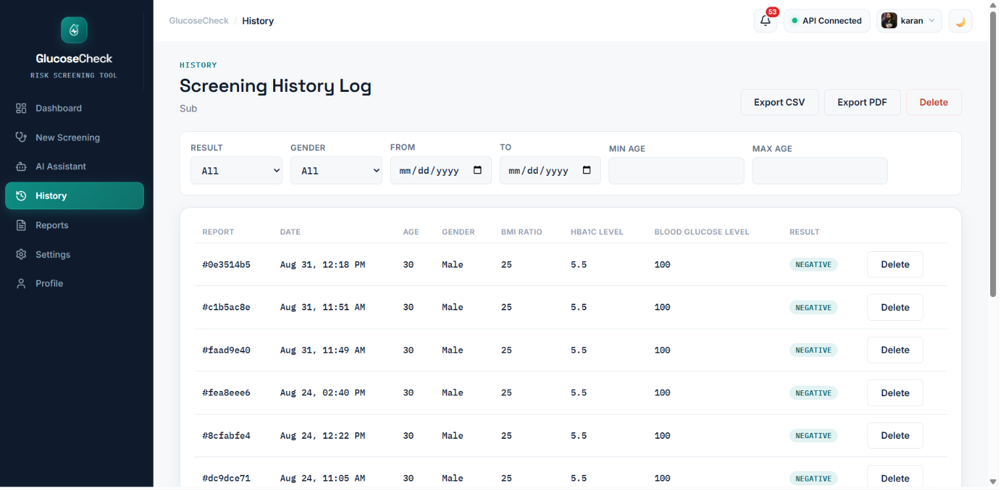 GlucoseCheck
RISK SCREENING TOOL
Dashboard
New Screening
AI Assistant
History
Reports
Settings
Profile
GlucoseCheck / History
53
API Connected
karan
HISTORY
Screening History Log
Sub
Export CSV
Export PDF
Delete
RESULT GENDER FROM TO MIN AGE MAX AGE
All All mm/dd/yyyy mm/dd/yyyy
REPORT DATE AGE GENDER BMI RATIO HBA1C LEVEL BLOOD GLUCOSE LEVEL RESULT
#0e3514b5 Aug 31, 12:18 PM 30 Male 25 5.5 100 NEGATIVE Delete
#c1b5ac8e Aug 31, 11:51 AM 30 Male 25 5.5 100 NEGATIVE Delete
#faad9e40 Aug 31, 11:49 AM 30 Male 25 5.5 100 NEGATIVE Delete
#fea8eee6 Aug 24, 02:40 PM 30 Male 25 5.5 100 NEGATIVE Delete
#8cfabfe4 Aug 24, 12:22 PM 30 Male 25 5.5 100 NEGATIVE Delete
#dc9dce71 Aug 24, 11:05 AM 30 Male 25 5.5 100 NEGATIVE Delete